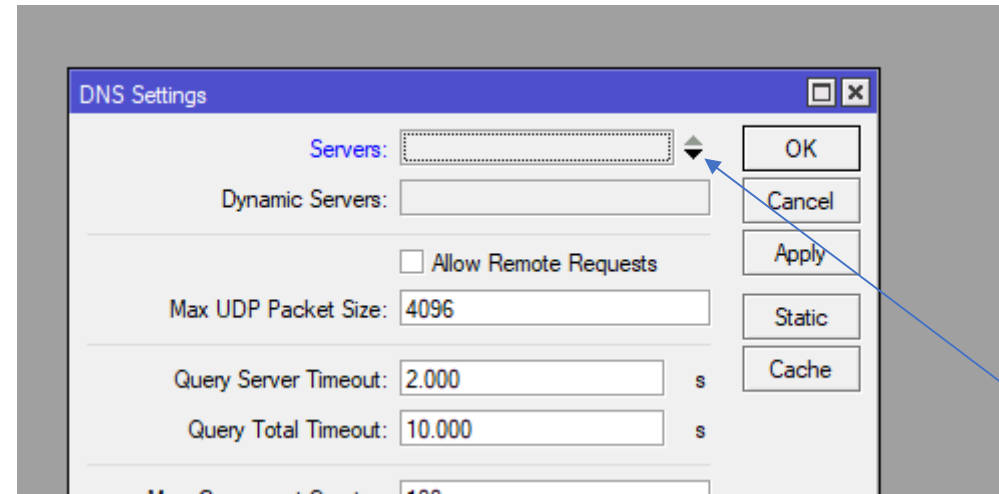 DNS Settings
Servers:
OK
Dynamic Servers:
Cancel
Allow Remote Requests
Apply
Max UDP Packet Size: 4096
Static
Query Server Timeout: 2.000 s
Cache
Query Total Timeout: 10.000 s